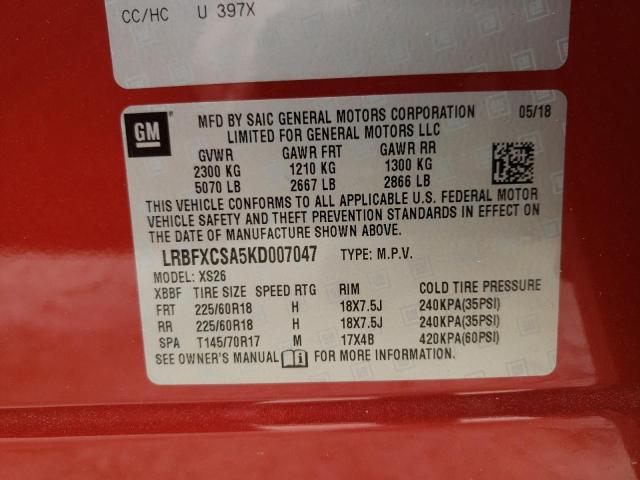 CC/HC U 397X
GM
MFD BY SAIC GENERAL MOTORS CORPORATION 05/18
LIMITED FOR GENERAL MOTORS LLC
GVWR GAWR FRT GAWR RR
2300 KG 1210 KG 1300 KG
5070 LB 2667 LB 2866 LB
THIS VEHICLE CONFORMS TO ALL APPLICABLE U.S. FEDERAL MOTOR
VEHICLE SAFETY AND THEFT PREVENTION STANDARDS IN EFFECT ON
THE DATE OF MANUFACTURE SHOWN ABOVE.
LRBFXCSA5KD007047 TYPE: M.P.V.
MODEL: XS26
XBBF TIRE SIZE SPEED RTG RIM COLD TIRE PRESSURE
FRT 225/60R18 H 18X7.5J 240KPA(35PSI)
RR 225/60R18 H 18X7.5J 240KPA(35PSI)
SPA T145/70R17 M 17X4B 420KPA(60PSI)
SEE OWNER'S MANUAL FOR MORE INFORMATION.